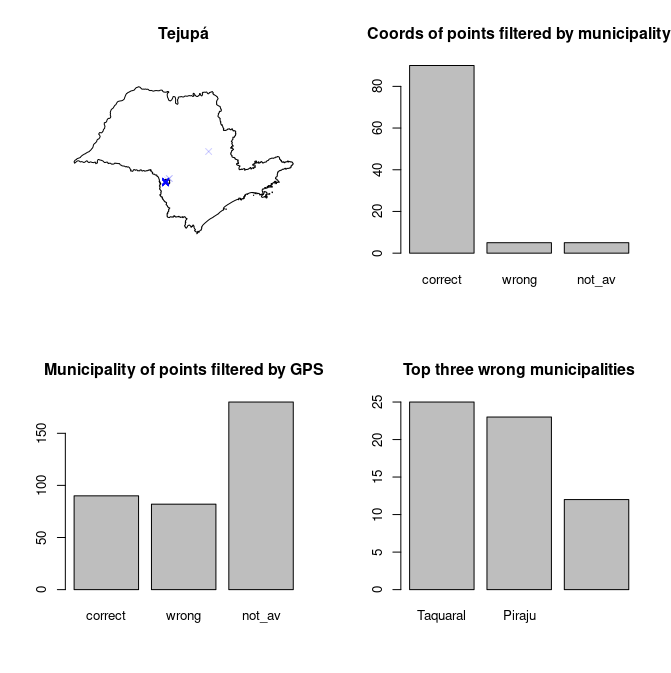 Tejupá
Coords of points filtered by municipality
80
60
40
20
0
correct wrong not_av
Municipality of points filtered by GPS
150
100
50
0
correct wrong not_av
Top three wrong municipalities
25
20
15
10
5
0
Taquaral Piraju